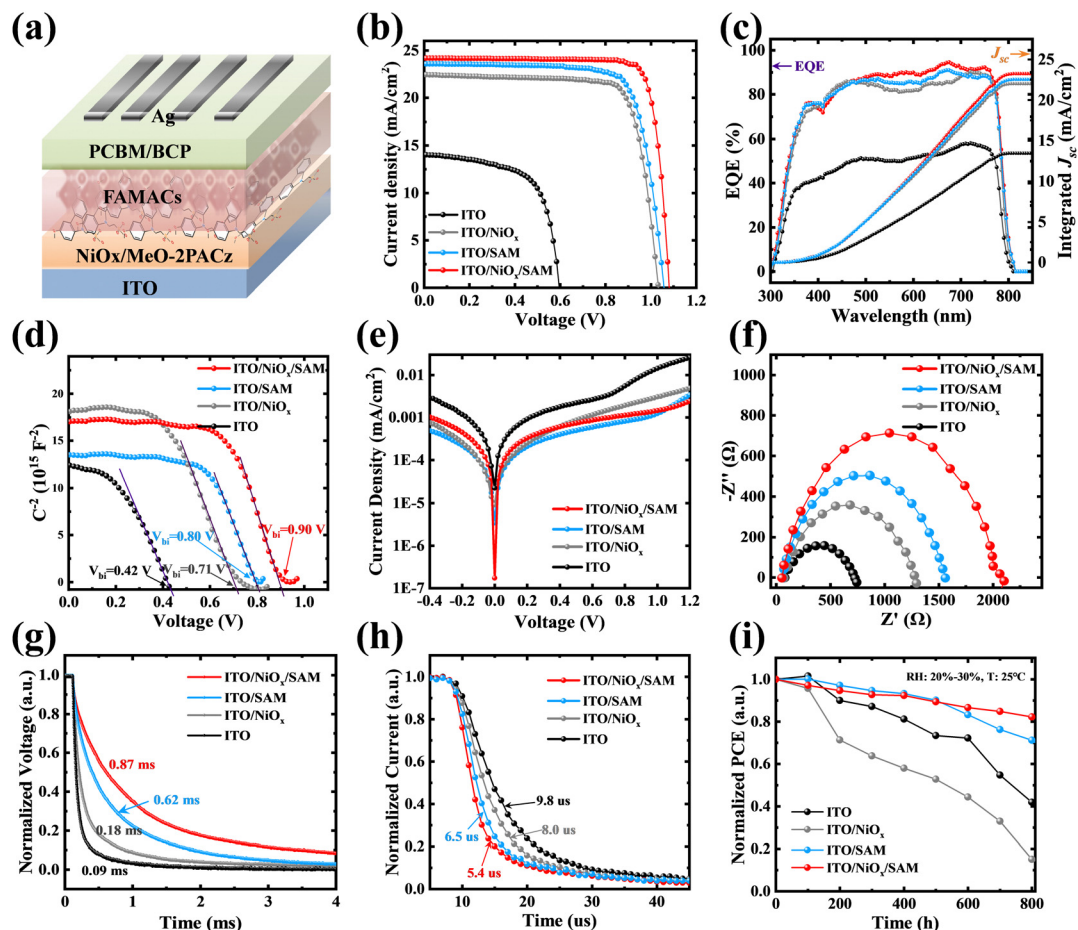 (a)
Ag
PCBM/BCP
FAMACs
NiOx/MeO-2PACz
ITO
(b)
Current density (mA/cm²)
25
20
15
10
5
0
ITO
ITO/NiOₓ
ITO/SAM
ITO/NiOₓ/SAM
0.0 0.2 0.4 0.6 0.8 1.0 1.2
Voltage (V)
(c)
EQE (%)
100
80
60
40
20
0
EQE
Jsc
25
20
15
10
5
0
Integrated Jsc (mA/cm²)
300 400 500 600 700 800
Wavelength (nm)
(d)
C⁻² (10¹⁵ F⁻²)
20
15
10
5
0
ITO/NiOₓ/SAM
ITO/SAM
ITO/NiOₓ
ITO
Vbi=0.90 V
Vbi=0.80 V
Vbi=0.71 V
Vbi=0.42 V
0.0 0.2 0.4 0.6 0.8 1.0
Voltage (V)
(e)
Current Density (mA/cm²)
0.01
0.001
1E-4
1E-5
1E-6
1E-7
ITO/NiOₓ/SAM
ITO/SAM
ITO/NiOₓ
ITO
-0.4 0.0 0.4 0.8 1.2
Voltage (V)
(f)
-Z'' (Ω)
1000
800
600
400
200
0
ITO/NiOₓ/SAM
ITO/SAM
ITO/NiOₓ
ITO
0 500 1000 1500 2000
Z' (Ω)
(g)
Normalized Voltage (a.u.)
1.0
0.8
0.6
0.4
0.2
0.0
ITO/NiOₓ/SAM
ITO/SAM
ITO/NiOₓ
ITO
0.87 ms
0.62 ms
0.18 ms
0.09 ms
0 1 2 3 4
Time (ms)
(h)
Normalized Current (a.u.)
1.0
0.8
0.6
0.4
0.2
0.0
ITO/NiOₓ/SAM
ITO/SAM
ITO/NiOₓ
ITO
9.8 us
8.0 us
6.5 us
5.4 us
10 20 30 40
Time (us)
(i)
Normalized PCE (a.u.)
1.0
0.8
0.6
0.4
0.2
0.0
RH: 20%-30%, T: 25°C
ITO
ITO/NiOₓ
ITO/SAM
ITO/NiOₓ/SAM
0 200 400 600 800
Time (h)